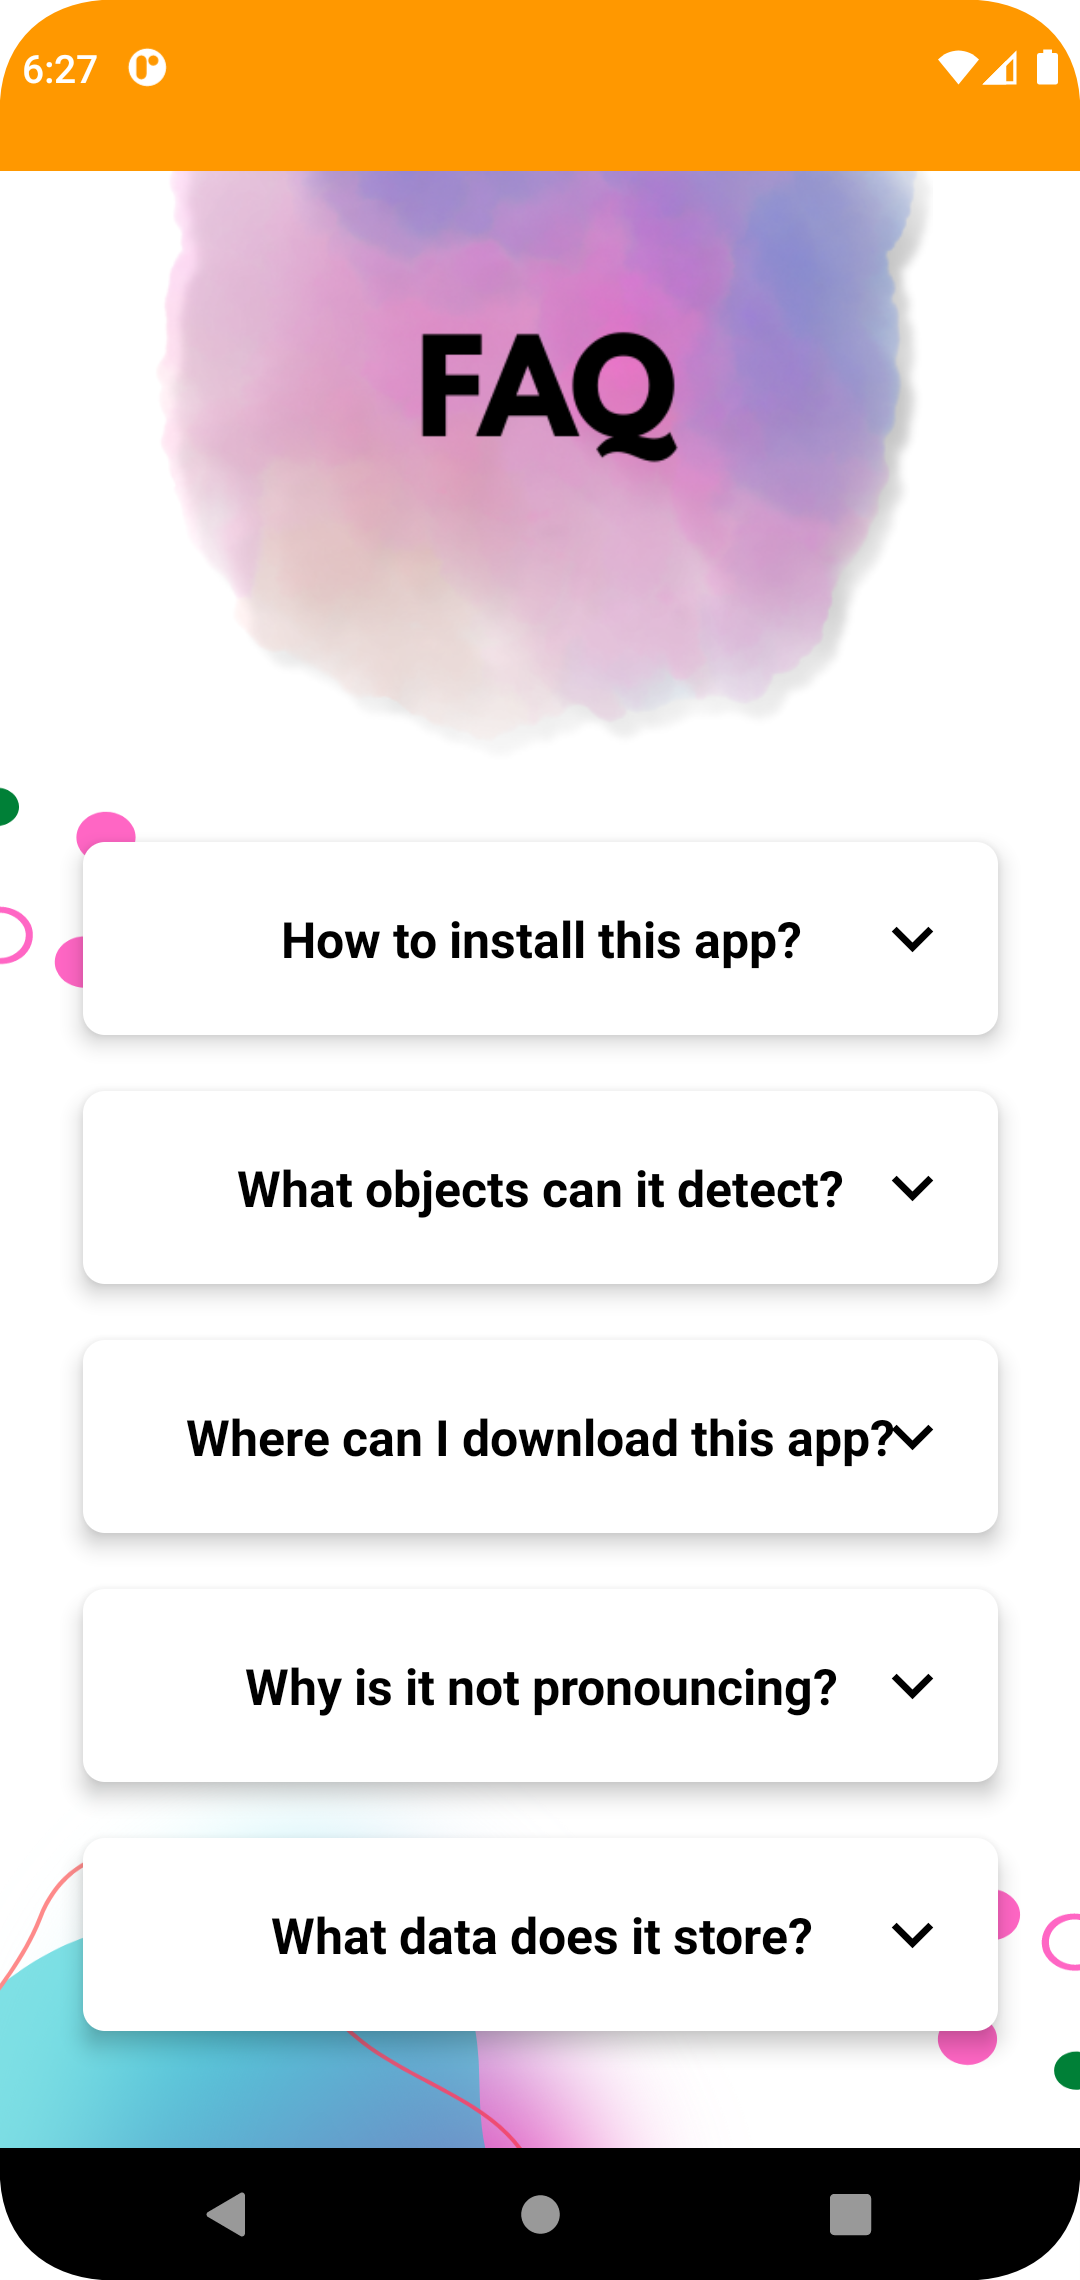 6:27
FAQ
How to install this app?
What objects can it detect?
Where can I download this app?
Why is it not pronouncing?
What data does it store?